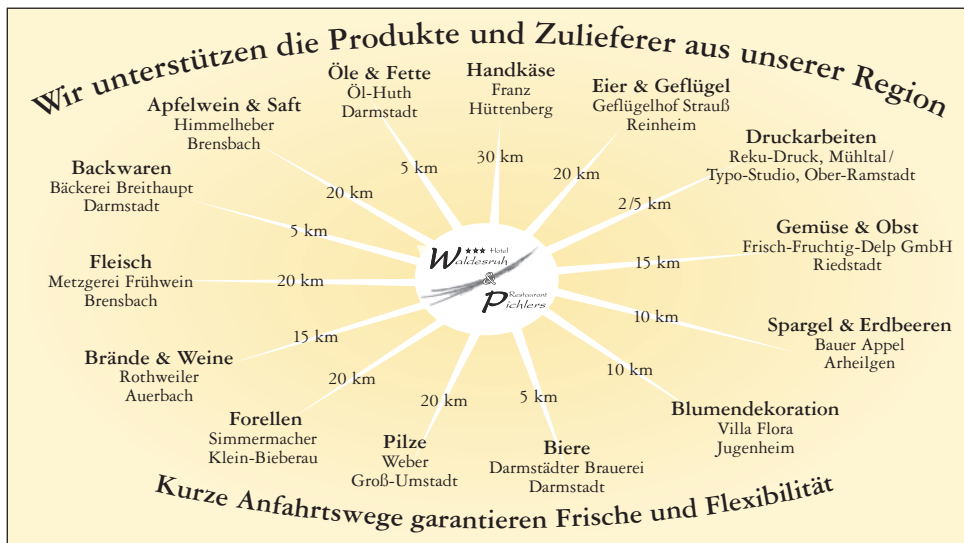 Wir unterstützen die Produkte und Zulieferer aus unserer Region
Öle & Fette
Öl-Huth
Darmstadt
5 km
Handkäse
Franz
Hüttenberg
30 km
Eier & Geflügel
Geflügelhof Strauß
Reinheim
20 km
Druckarbeiten
Reku-Druck, Mühltal/
Typo-Studio, Ober-Ramstadt
2/5 km
Gemüse & Obst
Frisch-Fruchtig-Delp GmbH
Riedstadt
15 km
Spargel & Erdbeeren
Bauer Appel
Arheilgen
10 km
Blumendekoration
Villa Flora
Jugenheim
10 km
Biere
Darmstädter Brauerei
Darmstadt
5 km
Pilze
Weber
Groß-Umstadt
20 km
Forellen
Simmermacher
Klein-Bieberau
20 km
Brände & Weine
Rothweiler
Auerbach
15 km
Fleisch
Metzgerei Frühwein
Brensbach
20 km
Backwaren
Bäckerei Breithaupt
Darmstadt
5 km
Apfelwein & Saft
Himmelheber
Brensbach
20 km
*** Hotel
Waldesruh
&
Restaurant
Pichlers
Kurze Anfahrtswege garantieren Frische und Flexibilität